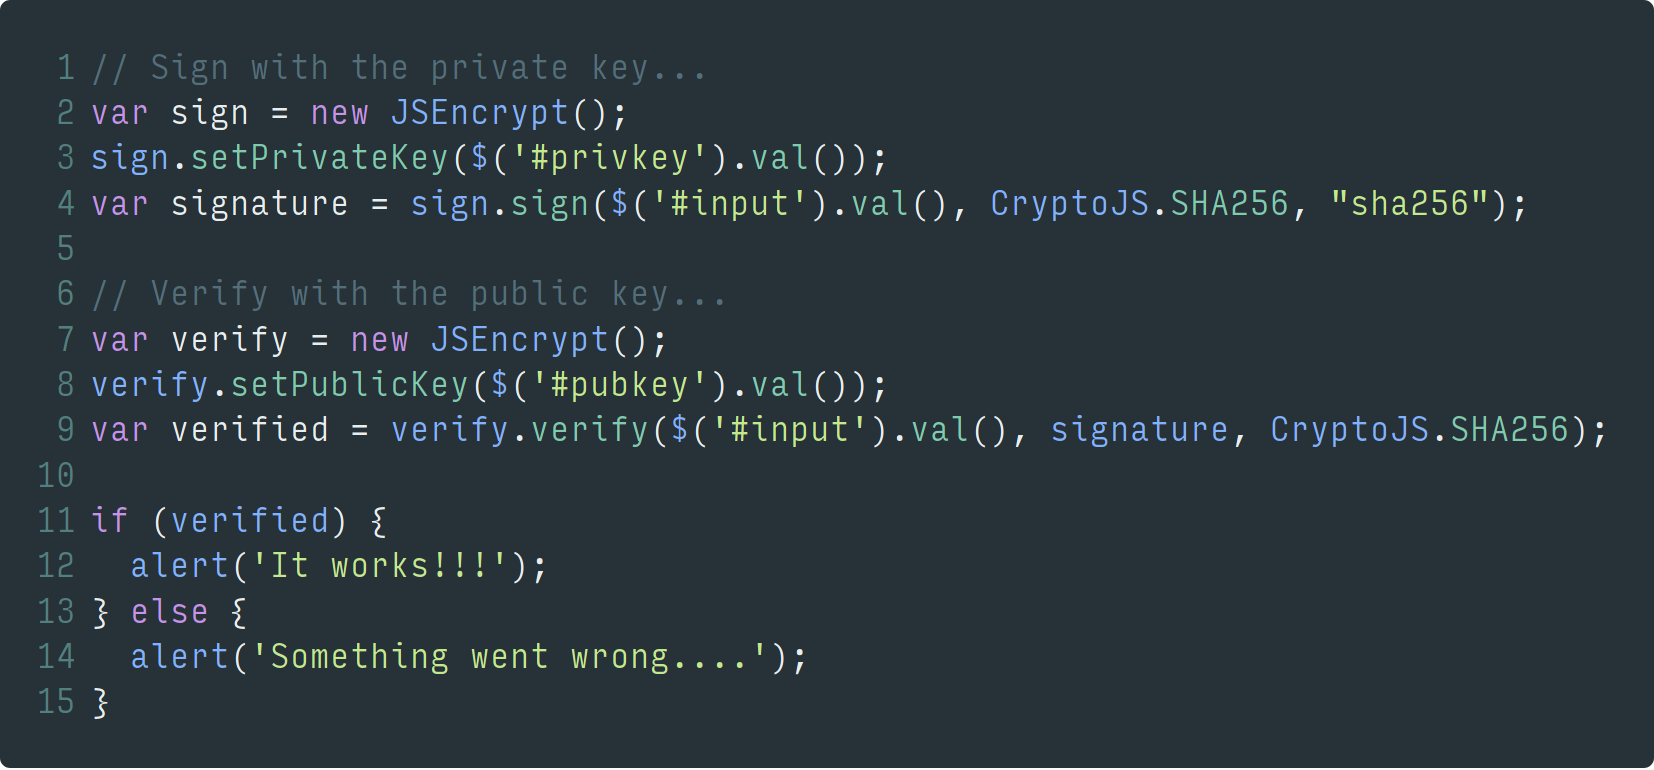 1 // Sign with the private key...
2 var sign = new JSEncrypt();
3 sign.setPrivateKey($('#privkey').val());
4 var signature = sign.sign($('#input').val(), CryptoJS.SHA256, "sha256");
5
6 // Verify with the public key...
7 var verify = new JSEncrypt();
8 verify.setPublicKey($('#pubkey').val());
9 var verified = verify.verify($('#input').val(), signature, CryptoJS.SHA256);
10
11 if (verified) {
12   alert('It works!!!');
13 } else {
14   alert('Something went wrong....');
15 }